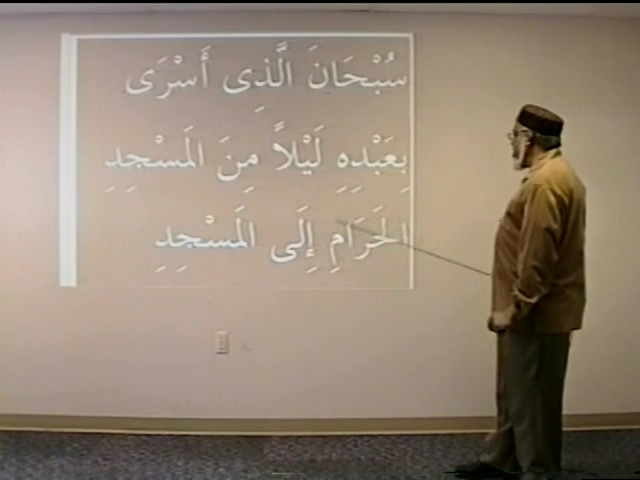 سُبْحَانَ الَّذِى أَسْرَى
بِعَبْدِهِ لَيْلاً مِنَ الَمَسْجِدِ
الَحَرَامِ إِلَى الَمَسْجِدِ